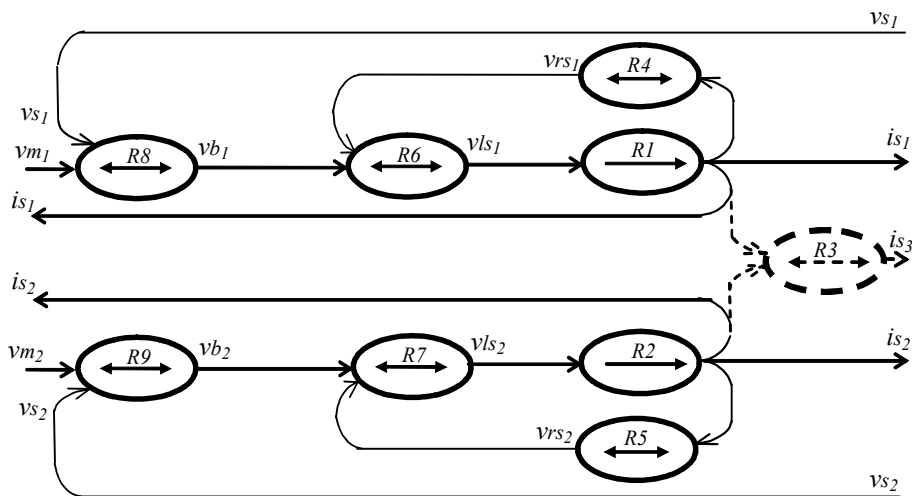 vs₁
vrs₁ R4
vs₁
vm₁ R8 vb₁ R6 vls₁ R1 is₁
is₁
R3 is₃
is₂
vm₂ R9 vb₂ R7 vls₂ R2 is₂
vs₂
vrs₂ R5
vs₂